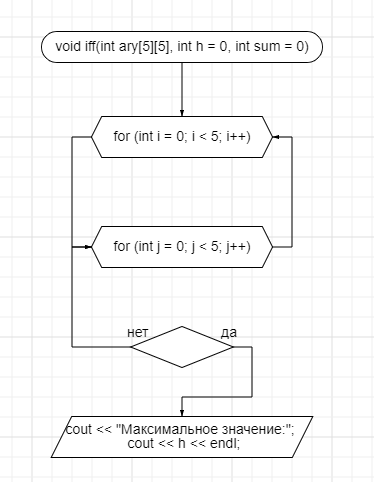 void iff(int ary[5][5], int h = 0, int sum = 0)
for (int i = 0; i < 5; i++)
for (int j = 0; j < 5; j++)
нет да
cout << "Максимальное значение:";
cout << h << endl;